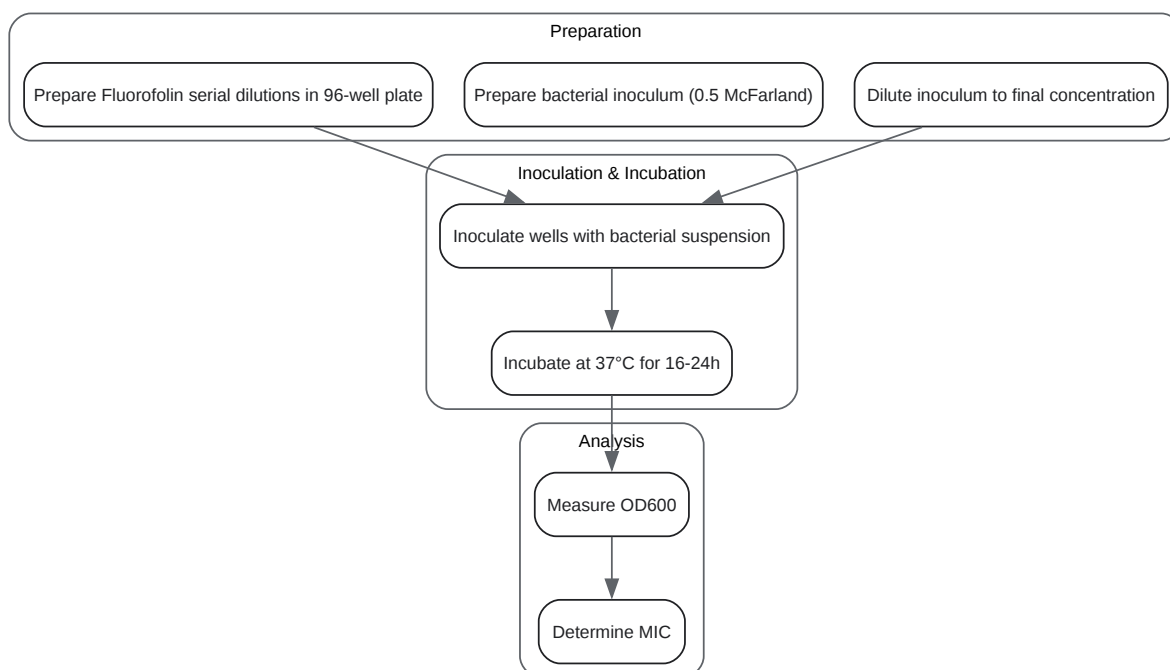 Preparation
Prepare Fluorofolin serial dilutions in 96-well plate
Prepare bacterial inoculum (0.5 McFarland)
Dilute inoculum to final concentration
Inoculation & Incubation
Inoculate wells with bacterial suspension
Incubate at 37°C for 16-24h
Analysis
Measure OD600
Determine MIC